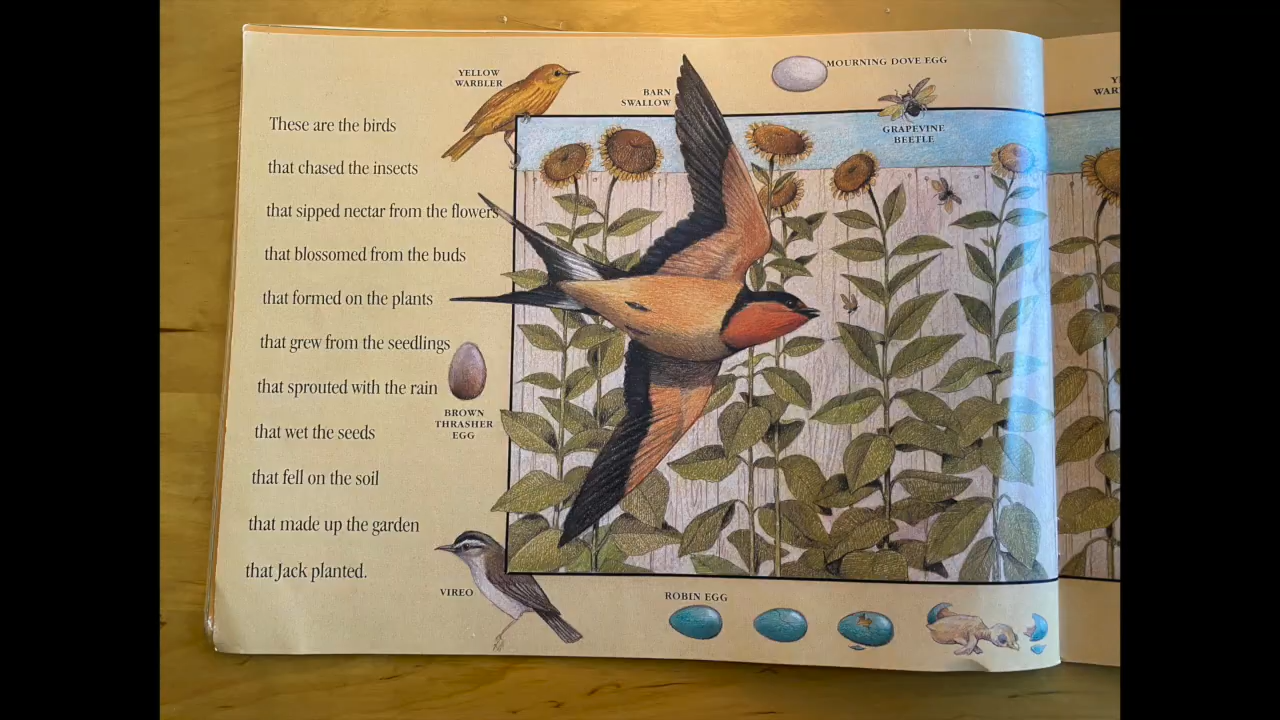 These are the birds
that chased the insects
that sipped nectar from the flowers
that blossomed from the buds
that formed on the plants
that grew from the seedlings
that sprouted with the rain
that wet the seeds
that fell on the soil
that made up the garden
that Jack planted.
YELLOW
WARBLER
BARN
SWALLOW
MOURNING DOVE EGG
GRAPEVINE
BEETLE
BROWN
THRASHER
EGG
VIREO
ROBIN EGG